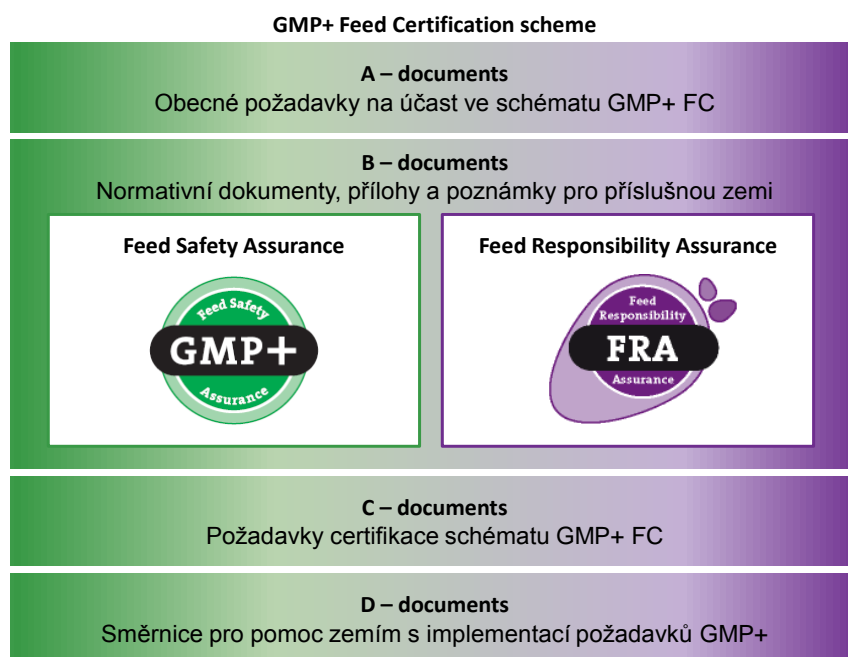 GMP+ Feed Certification scheme
A – documents
Obecné požadavky na účast ve schématu GMP+ FC
B – documents
Normativní dokumenty, přílohy a poznámky pro příslušnou zemi
Feed Safety Assurance
Feed Safety
GMP+
Assurance
Feed Responsibility Assurance
Feed
Responsibility
FRA
Assurance
C – documents
Požadavky certifikace schématu GMP+ FC
D – documents
Směrnice pro pomoc zemím s implementací požadavků GMP+